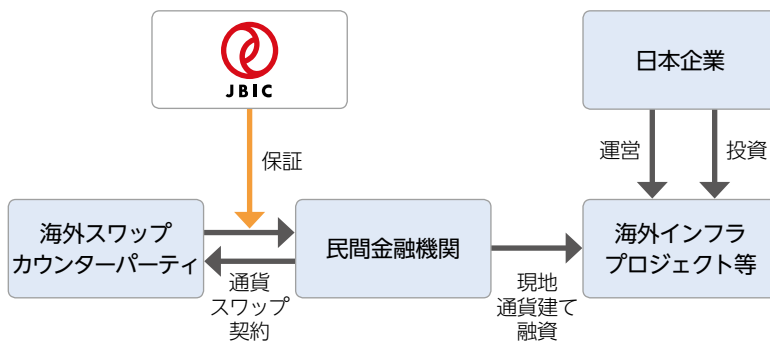 JBIC
日本企業
保証
運営
投資
海外スワップ
カウンターパーティ
民間金融機関
海外インフラ
プロジェクト等
通貨
スワップ
契約
現地
通貨建て
融資